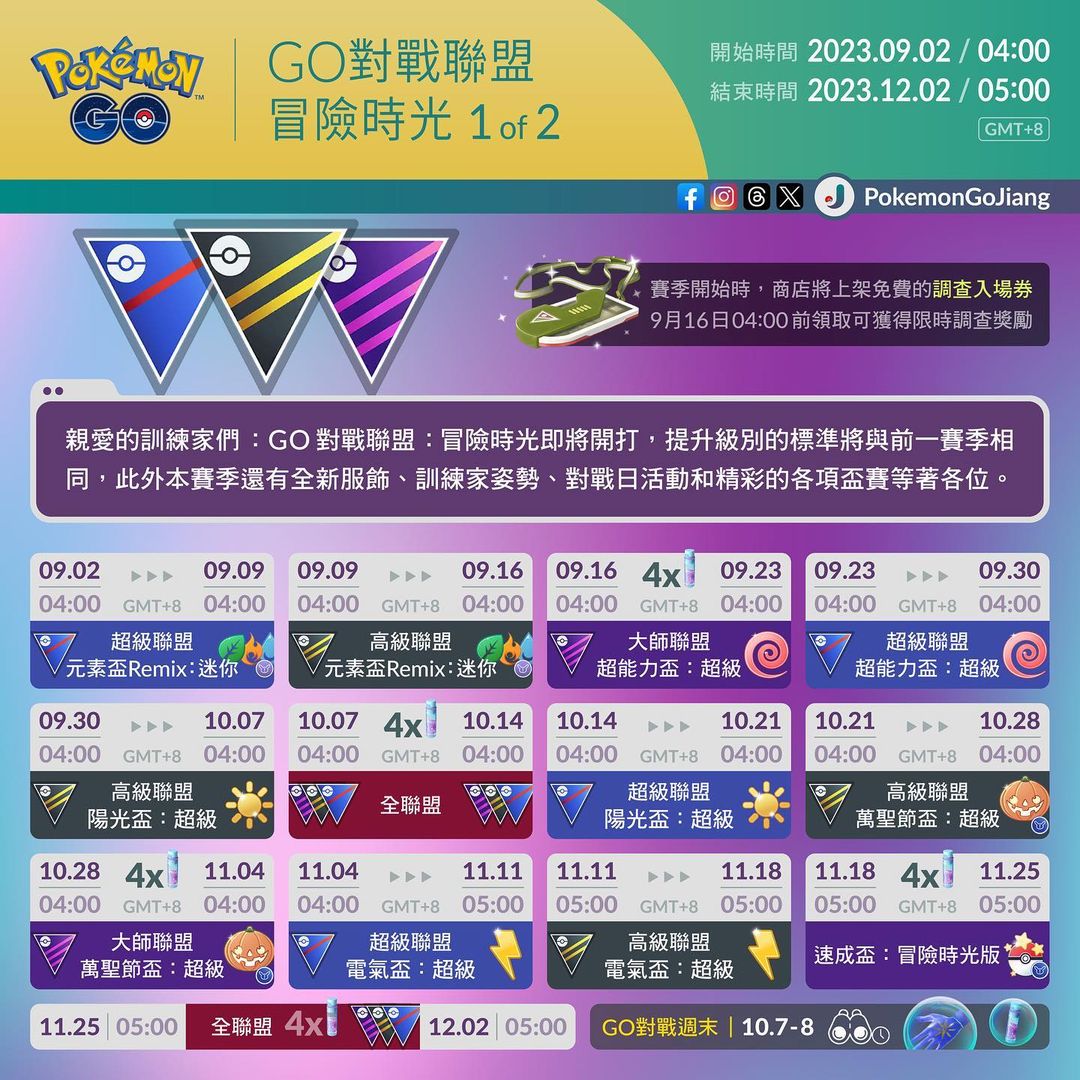 POKÉMON GO
GO對戰聯盟
冒險時光 1 of 2
開始時間 2023.09.02 / 04:00
結束時間 2023.12.02 / 05:00
GMT+8
PokemonGoJiang
賽季開始時，商店將上架免費的調查入場券
9月16日04:00前領取可獲得限時調查獎勵
親愛的訓練家們：GO 對戰聯盟：冒險時光即將開打，提升級別的標準將與前一賽季相
同，此外本賽季還有全新服飾、訓練家姿勢、對戰日活動和精彩的各項盃賽等著各位。
09.02 09.09
04:00 GMT+8 04:00
超級聯盟
元素盃Remix：迷你
09.09 09.16
04:00 GMT+8 04:00
高級聯盟
元素盃Remix：迷你
09.16 4x 09.23
04:00 GMT+8 04:00
大師聯盟
超能力盃：超級
09.23 09.30
04:00 GMT+8 04:00
超級聯盟
超能力盃：超級
09.30 10.07
04:00 GMT+8 04:00
高級聯盟
陽光盃：超級
10.07 4x 10.14
04:00 GMT+8 04:00
全聯盟
10.14 10.21
04:00 GMT+8 04:00
超級聯盟
陽光盃：超級
10.21 10.28
04:00 GMT+8 04:00
高級聯盟
萬聖節盃：超級
10.28 4x 11.04
04:00 GMT+8 04:00
大師聯盟
萬聖節盃：超級
11.04 11.11
04:00 GMT+8 05:00
超級聯盟
電氣盃：超級
11.11 11.18
05:00 GMT+8 05:00
高級聯盟
電氣盃：超級
11.18 4x 11.25
05:00 GMT+8 05:00
速成盃：冒險時光版
11.25 05:00 全聯盟 4x 12.02 05:00
GO對戰週末 | 10.7-8